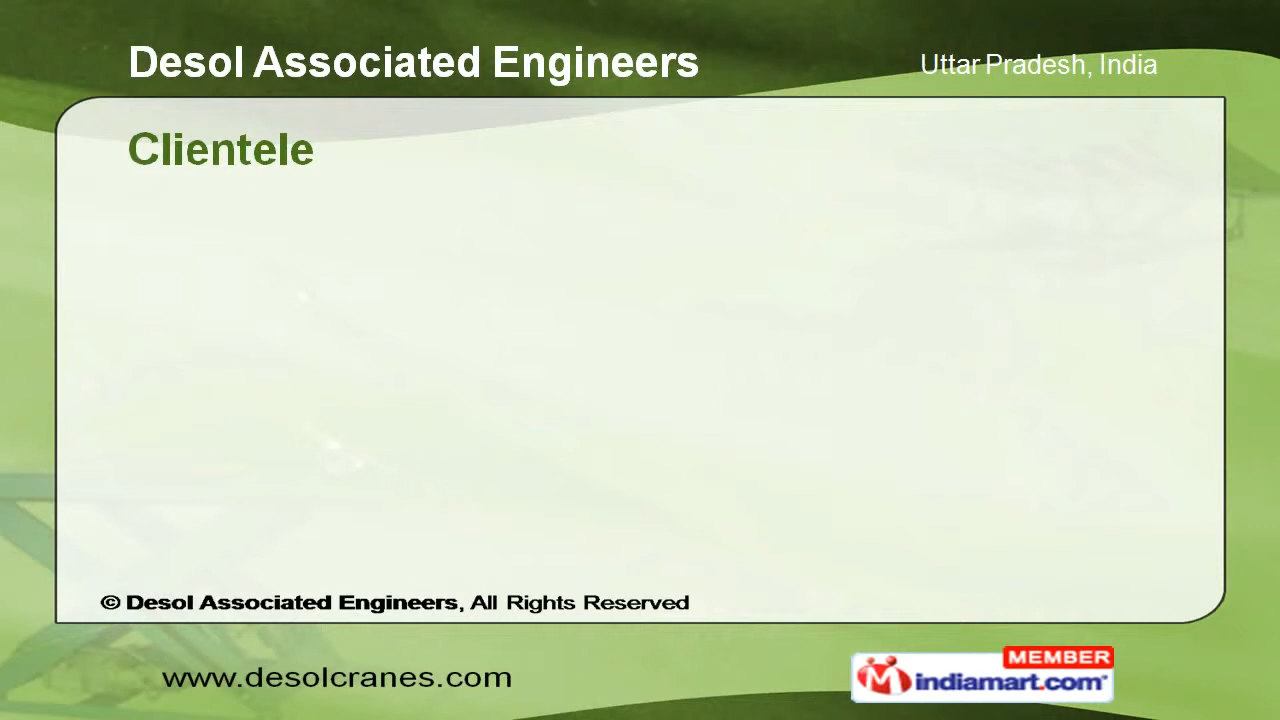 Desol Associated Engineers
Uttar Pradesh, India
Clientele
© Desol Associated Engineers, All Rights Reserved
www.desolcranes.com
MEMBER
indiamart.com